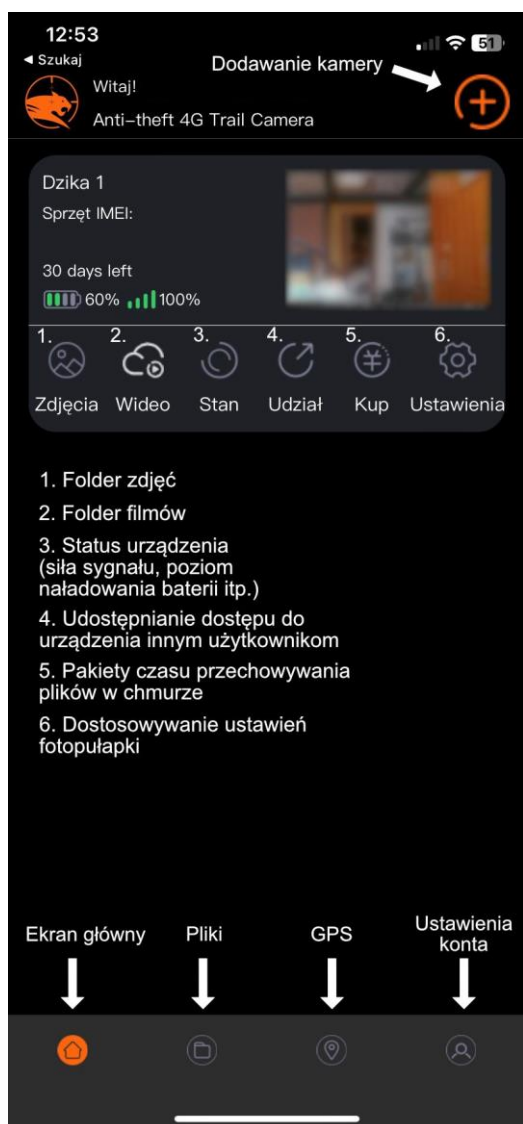 12:53
51
◀ Szukaj
Dodawanie kamery
Witaj!
Anti-theft 4G Trail Camera
Dzika 1
Sprzęt IMEI:
30 days left
60% 100%
1. 2. 3. 4. 5. 6.
Zdjęcia Wideo Stan Udział Kup Ustawienia
1. Folder zdjęć
2. Folder filmów
3. Status urządzenia
(siła sygnału, poziom
naładowania baterii itp.)
4. Udostępnianie dostępu do
urządzenia innym użytkownikom
5. Pakiety czasu przechowywania
plików w chmurze
6. Dostosowywanie ustawień
fotopułapki
Ekran główny Pliki GPS Ustawienia
konta